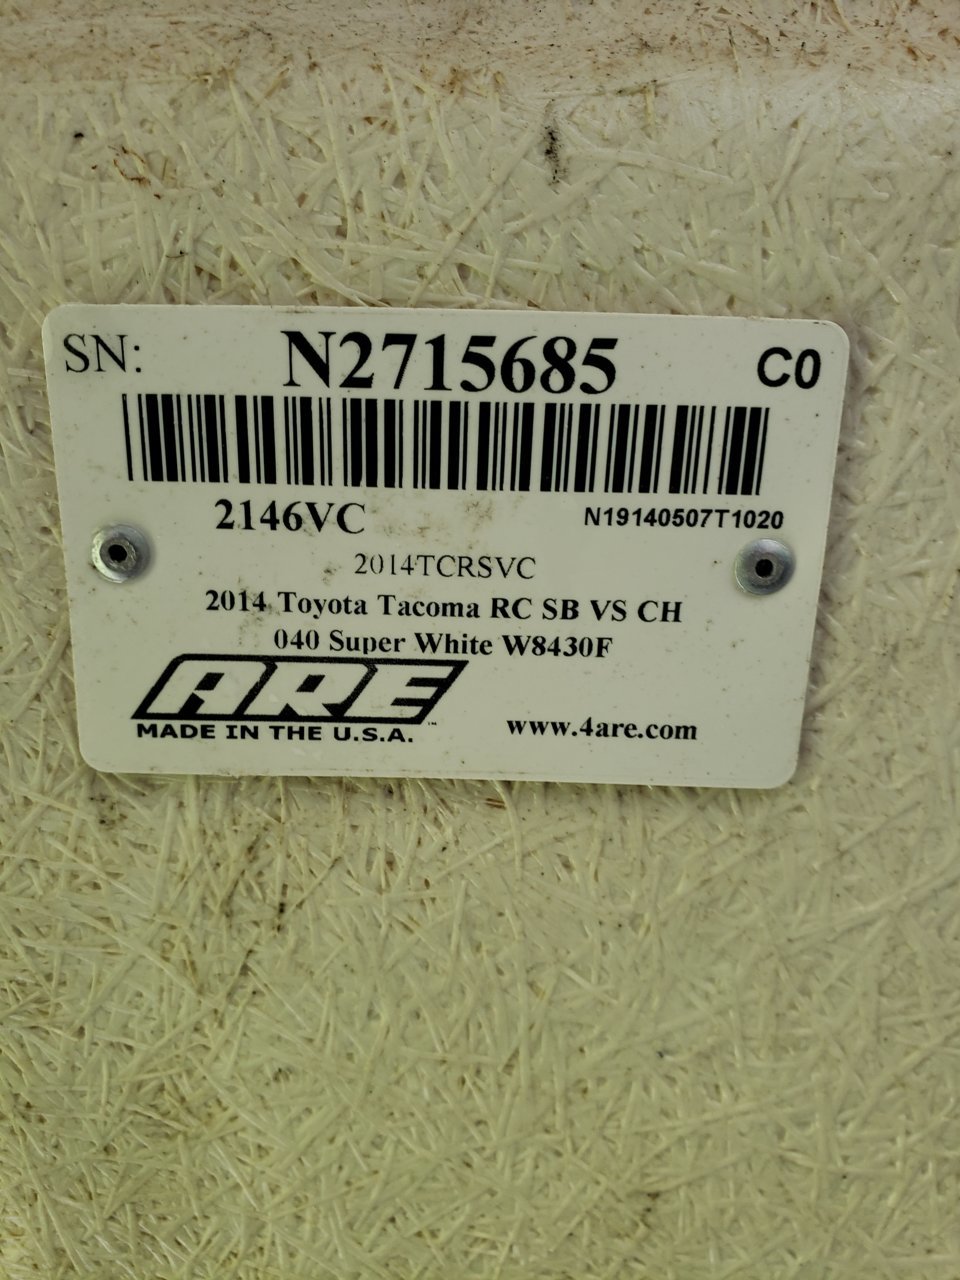 SN: N2715685 C0
2146VC N19140507T1020
2014TCRSVC
2014 Toyota Tacoma RC SB VS CH
040 Super White W8430F
ARE™
MADE IN THE U.S.A. www.4are.com